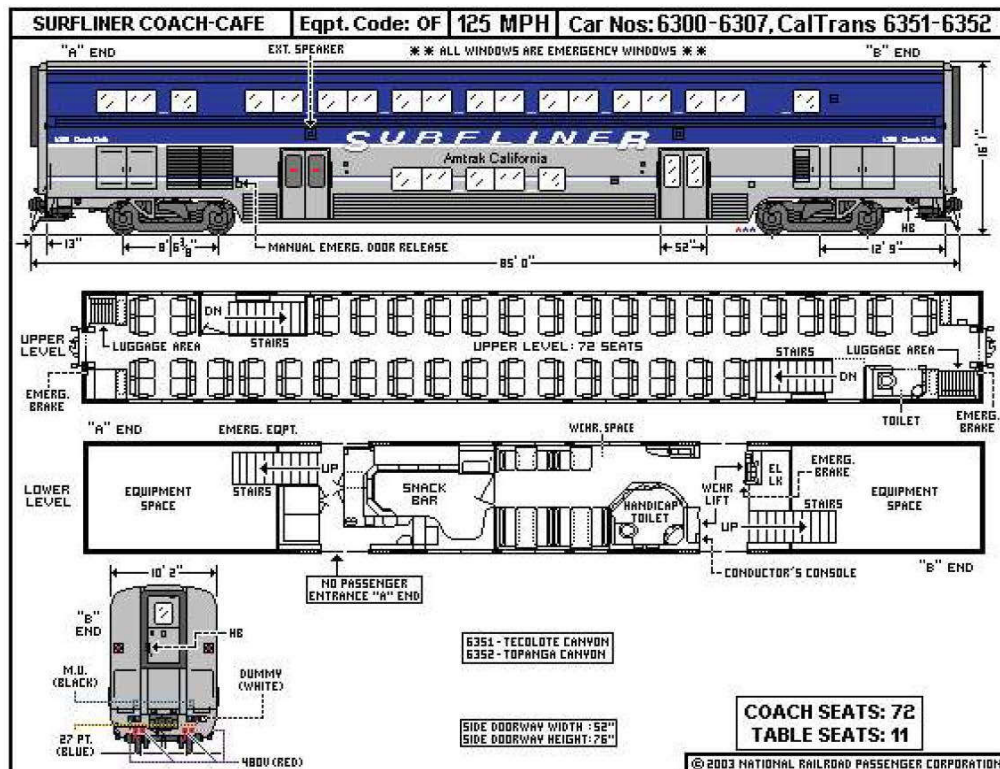 SURFLINER COACH-CAFE Eqpt. Code: OF 125 MPH Car Nos: 6300-6307, CalTrans 6351-6352
"A" END EXT. SPEAKER ** ALL WINDOWS ARE EMERGENCY WINDOWS ** "B" END
SURFLINER
Amtrak California
16' 1"
HB
13" 8' 6 3/8" MANUAL EMERG. DOOR RELEASE 52" 12' 9"
85' 0"
DN
STAIRS
UPPER LEVEL
LUGGAGE AREA
UPPER LEVEL: 72 SEATS
STAIRS
LUGGAGE AREA
DN
EMERG. BRAKE
TOILET
EMERG. BRAKE
"A" END
EMERG. EQPT.
WCHR. SPACE
LOWER LEVEL
EQUIPMENT SPACE
UP
STAIRS
SNACK BAR
HANDICAP TOILET
WCHR LIFT
EL LK
EMERG. BRAKE
STAIRS
UP
EQUIPMENT SPACE
CONDUCTOR'S CONSOLE
"B" END
NO PASSENGER
ENTRANCE "A" END
10' 2"
"B" END
HB
M.U. (BLACK)
DUMMY (WHITE)
27 PT. (BLUE)
480V (RED)
6351 - TECOLOTE CANYON
6352 - TOPANGA CANYON
SIDE DOORWAY WIDTH : 52"
SIDE DOORWAY HEIGHT: 76"
COACH SEATS: 72
TABLE SEATS: 11
© 2003 NATIONAL RAILROAD PASSENGER CORPORATION